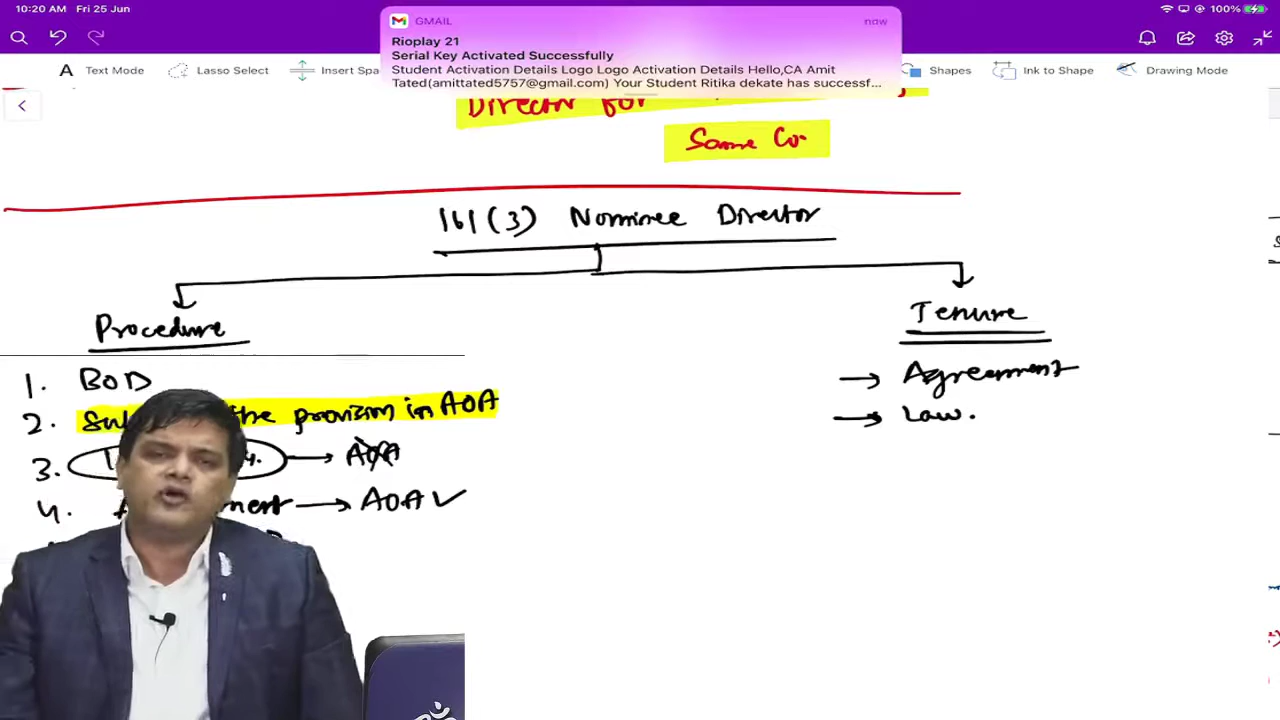 10:20 AM Fri 25 Jun
100%
GMAIL
now
Rioplay 21
Serial Key Activated Successfully
Student Activation Details Logo Logo Activation Details Hello,CA Amit
Tated(amittated5757@gmail.com) Your Student Ritika dekate has successf...
A Text Mode
Lasso Select
Insert Spa
Shapes
Ink to Shape
Drawing Mode
Director for
Same Co.
161(3) Nominee Director
Procedure
Tenure
1. BOD
→ Agreement
2. the provision in AOA
→ Law.
3. → AOA
4. → AOA ✓